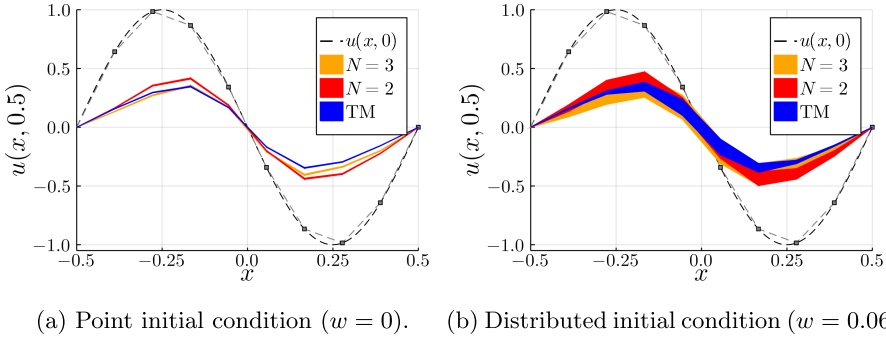 1.0
0.5
0.0
−0.5
−1.0
u(x, 0.5)
−0.5
−0.25
0.0
0.25
0.5
x
u(x, 0)
N = 3
N = 2
TM
(a) Point initial condition (w = 0).
1.0
0.5
0.0
−0.5
−1.0
u(x, 0.5)
−0.5
−0.25
0.0
0.25
0.5
x
u(x, 0)
N = 3
N = 2
TM
(b) Distributed initial condition (w = 0.06